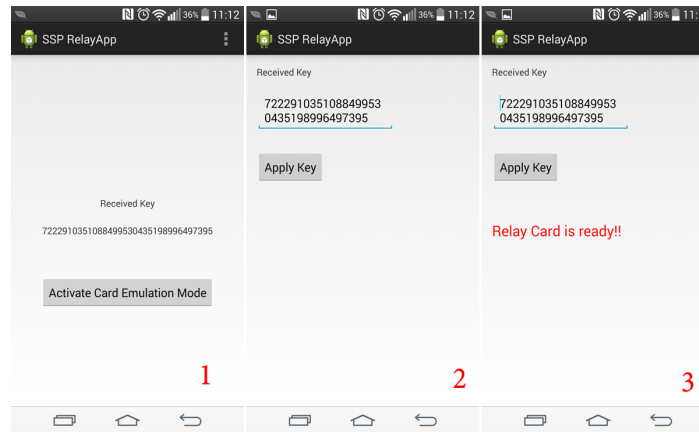 36% 11:12
SSP RelayApp
Received Key
7222910351088499530435198996497395
Activate Card Emulation Mode
1
36% 11:12
SSP RelayApp
Received Key
722291035108849953
0435198996497395
Apply Key
2
36% 11:
SSP RelayApp
Received Key
722291035108849953
0435198996497395
Apply Key
Relay Card is ready!!
3